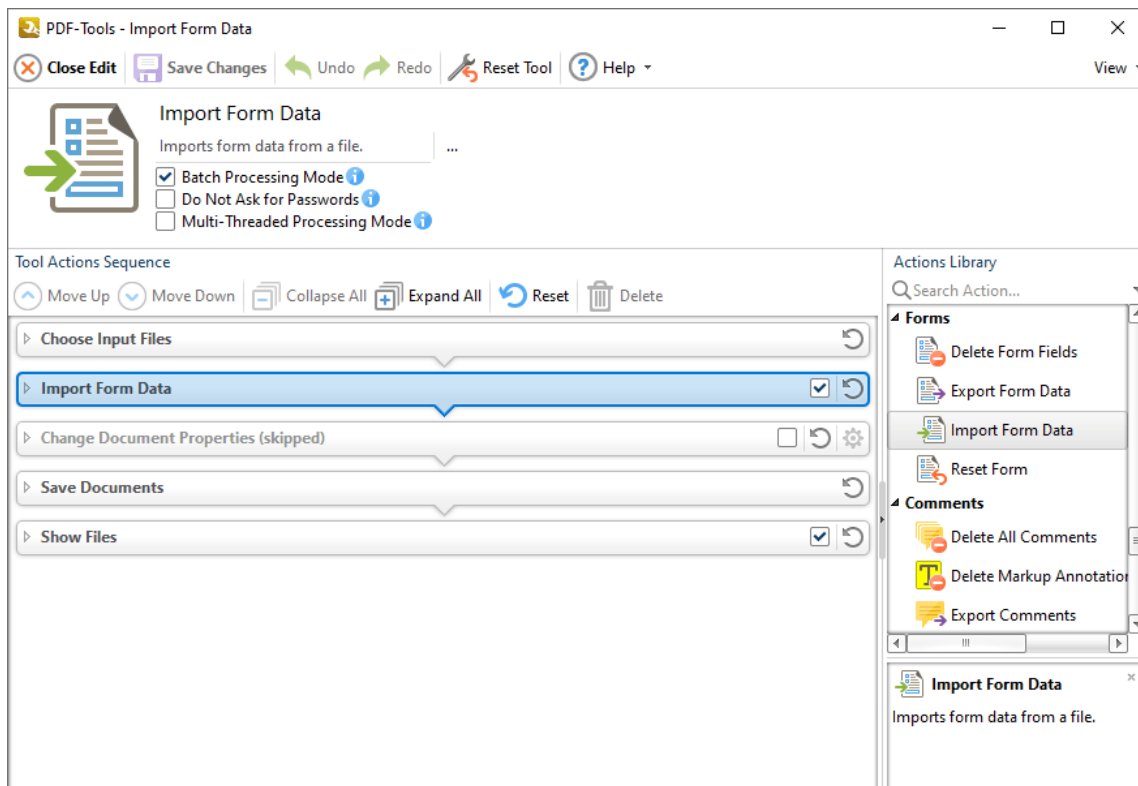 PDF-Tools - Import Form Data
Close Edit Save Changes Undo Redo Reset Tool ? Help View
Import Form Data
Imports form data from a file. ...
Batch Processing Mode i
Do Not Ask for Passwords i
Multi-Threaded Processing Mode i
Tool Actions Sequence
Move Up Move Down Collapse All Expand All Reset Delete
Choose Input Files
Import Form Data
Change Document Properties (skipped)
Save Documents
Show Files
Actions Library
Search Action...
Forms
Delete Form Fields
Export Form Data
Import Form Data
Reset Form
Comments
Delete All Comments
T Delete Markup Annotation
Export Comments
Import Form Data
Imports form data from a file.